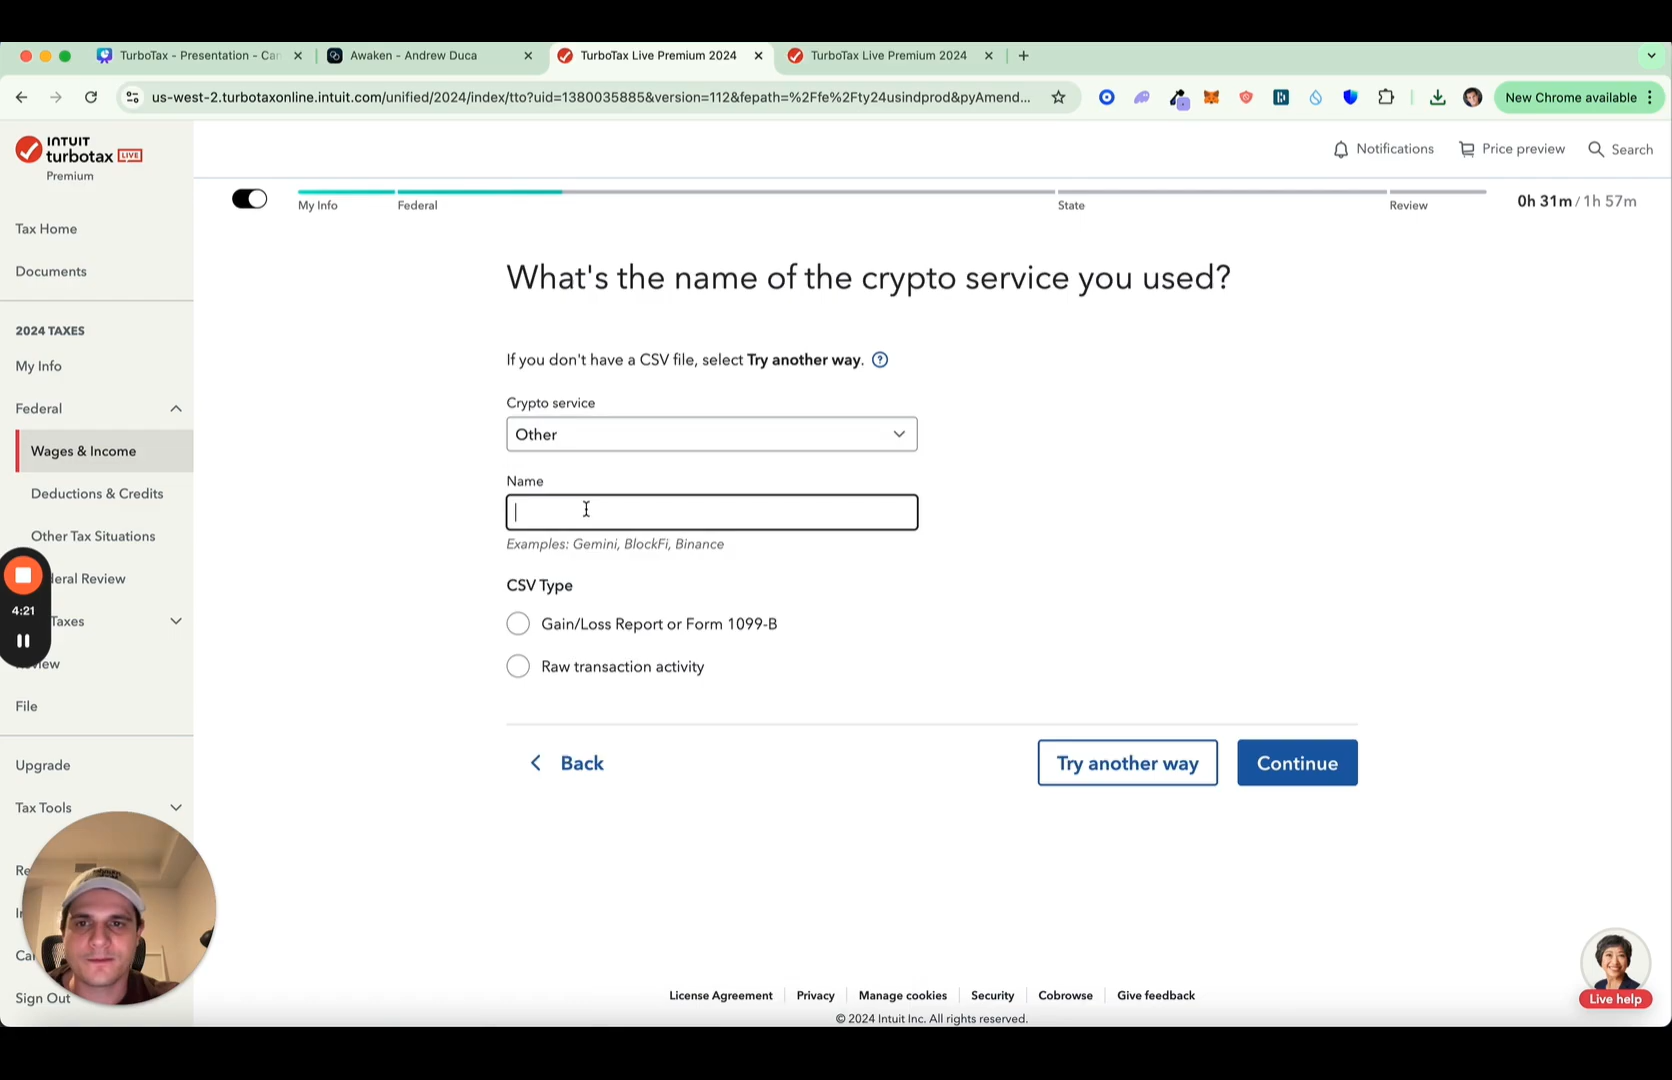 TurboTax - Presentation - Can
Awaken - Andrew Duca
TurboTax Live Premium 2024
TurboTax Live Premium 2024
us-west-2.turbotaxonline.intuit.com/unified/2024/index/tto?uid=1380035885&version=112&fepath=%2Ffe%2Fty24usindprod&pyAmend...
New Chrome available
INTUIT
turbotax LIVE
Premium
Notifications
Price preview
Search
My Info
Federal
State
Review
0h 31m / 1h 57m
Tax Home
Documents
2024 TAXES
My Info
Federal
Wages & Income
Deductions & Credits
Other Tax Situations
eral Review
Taxes
view
File
Upgrade
Tax Tools
Re
Ca
Sign Out
4:21
What's the name of the crypto service you used?
If you don't have a CSV file, select Try another way. ?
Crypto service
Other
Name
Examples: Gemini, BlockFi, Binance
CSV Type
Gain/Loss Report or Form 1099-B
Raw transaction activity
Back
Try another way
Continue
Live help
License Agreement
Privacy
Manage cookies
Security
Cobrowse
Give feedback
© 2024 Intuit Inc. All rights reserved.